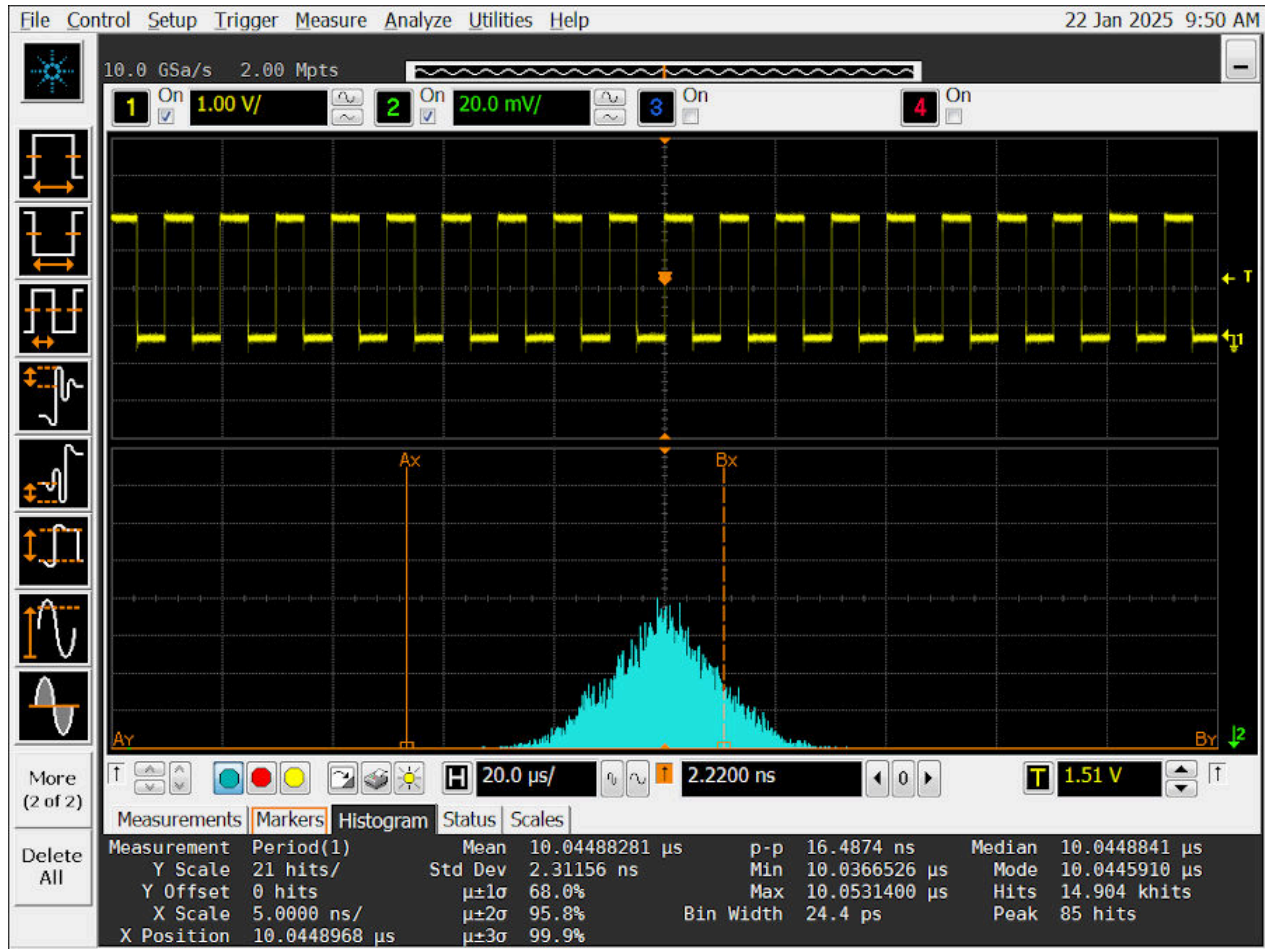 File Control Setup Trigger Measure Analyze Utilities Help 22 Jan 2025 9:50 AM
10.0 GSa/s 2.00 Mpts
1 On 1.00 V/ 2 On 20.0 mV/ 3 On 4 On
T
1
Ax Bx
AY BY 2
More
(2 of 2)
Delete
All
H 20.0 µs/ 2.2200 ns 0 T 1.51 V
Measurements Markers Histogram Status Scales
Measurement Period(1) Mean 10.04488281 µs p-p 16.4874 ns Median 10.0448841 µs
Y Scale 21 hits/ Std Dev 2.31156 ns Min 10.0366526 µs Mode 10.0445910 µs
Y Offset 0 hits µ±1σ 68.0% Max 10.0531400 µs Hits 14.904 khits
X Scale 5.0000 ns/ µ±2σ 95.8% Bin Width 24.4 ps Peak 85 hits
X Position 10.0448968 µs µ±3σ 99.9%